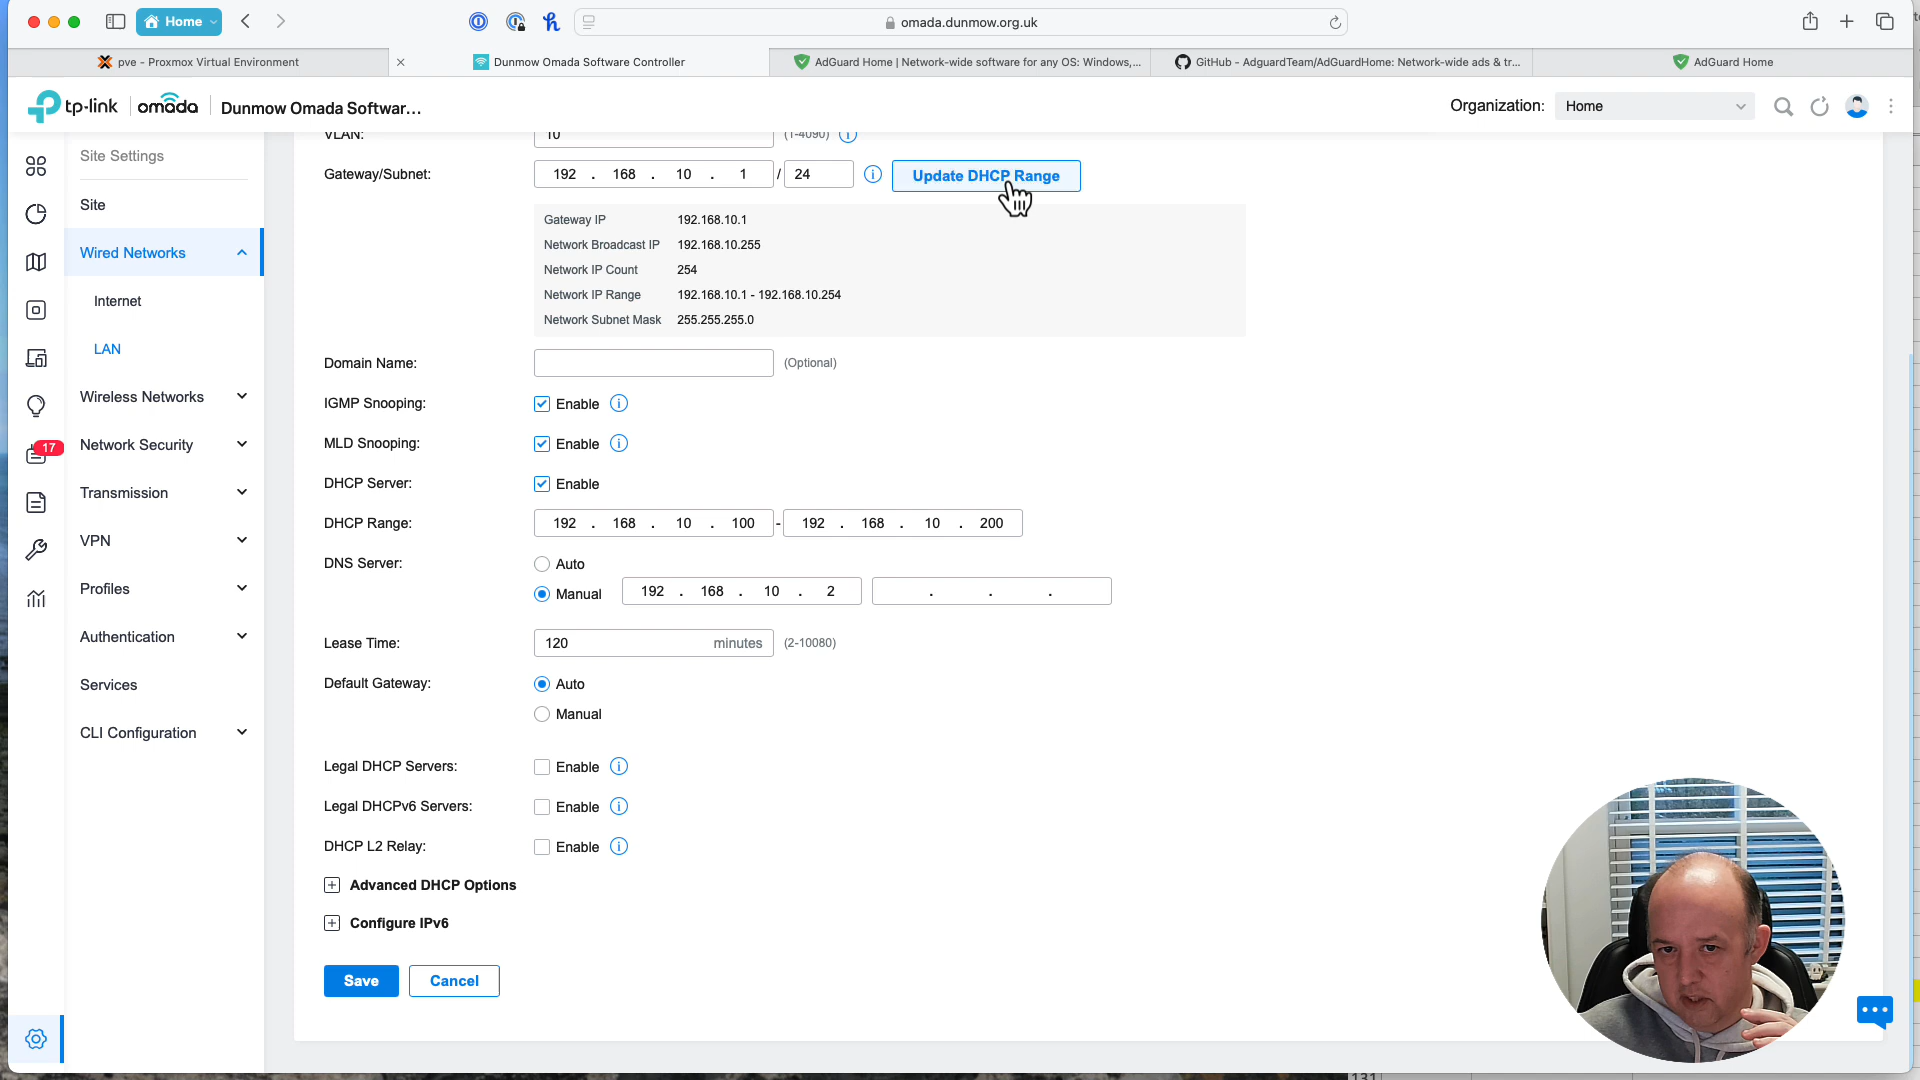 Home
omada.dunmow.org.uk
pve - Proxmox Virtual Environment
Dunmow Omada Software Controller
AdGuard Home | Network-wide software for any OS: Windows,...
GitHub - AdguardTeam/AdGuardHome: Network-wide ads & tr...
AdGuard Home
tp-link | omada
Dunmow Omada Softwar...
Organization: Home
Site Settings
Site
Wired Networks
Internet
LAN
Wireless Networks
17
Network Security
Transmission
VPN
Profiles
Authentication
Services
CLI Configuration
VLAN: 10 (1-4090)
Gateway/Subnet: 192 . 168 . 10 . 1 / 24 Update DHCP Range
Gateway IP 192.168.10.1
Network Broadcast IP 192.168.10.255
Network IP Count 254
Network IP Range 192.168.10.1 - 192.168.10.254
Network Subnet Mask 255.255.255.0
Domain Name: (Optional)
IGMP Snooping: Enable
MLD Snooping: Enable
DHCP Server: Enable
DHCP Range: 192 . 168 . 10 . 100 - 192 . 168 . 10 . 200
DNS Server: Auto
Manual 192 . 168 . 10 . 2 . . .
Lease Time: 120 minutes (2-10080)
Default Gateway: Auto
Manual
Legal DHCP Servers: Enable
Legal DHCPv6 Servers: Enable
DHCP L2 Relay: Enable
Advanced DHCP Options
Configure IPv6
Save Cancel
131